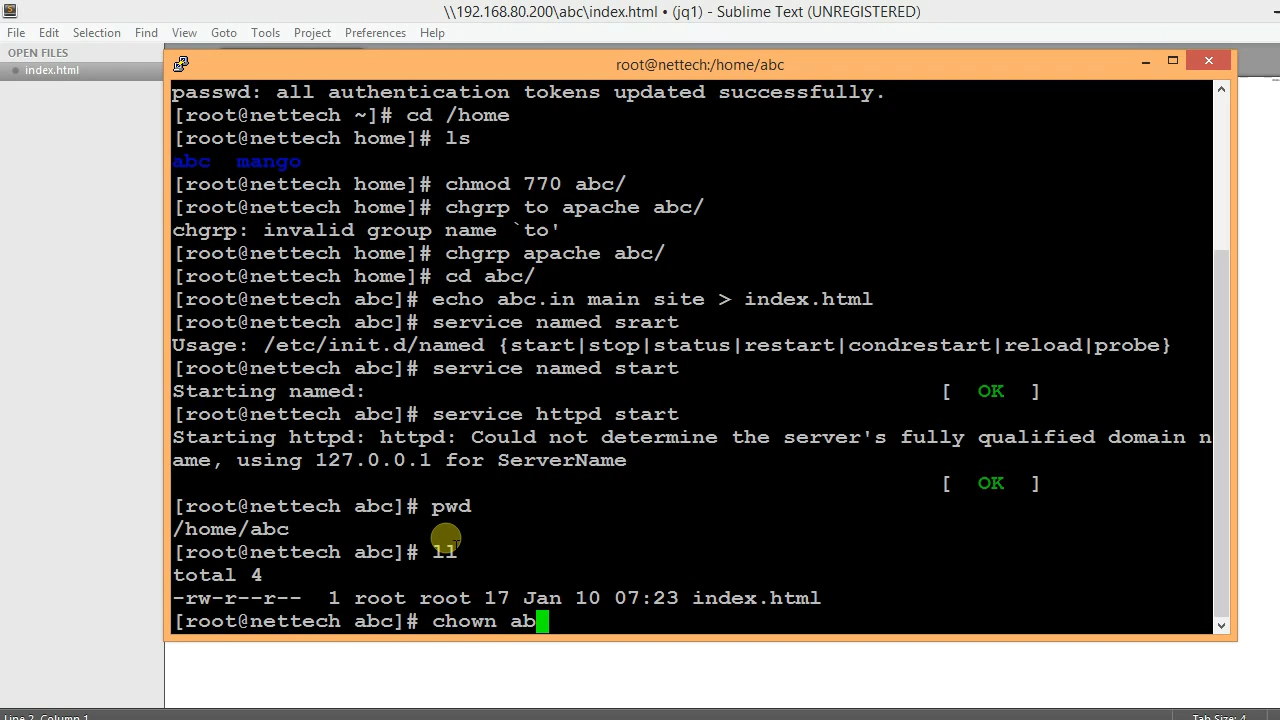 \\192.168.80.200\abc\index.html • (jq1) - Sublime Text (UNREGISTERED)
File Edit Selection Find View Goto Tools Project Preferences Help
OPEN FILES
index.html
root@nettech:/home/abc
passwd: all authentication tokens updated successfully.
[root@nettech ~]# cd /home
[root@nettech home]# ls
abc  mango
[root@nettech home]# chmod 770 abc/
[root@nettech home]# chgrp to apache abc/
chgrp: invalid group name `to'
[root@nettech home]# chgrp apache abc/
[root@nettech home]# cd abc/
[root@nettech abc]# echo abc.in main site > index.html
[root@nettech abc]# service named srart
Usage: /etc/init.d/named {start|stop|status|restart|condrestart|reload|probe}
[root@nettech abc]# service named start
Starting named: [ OK ]
[root@nettech abc]# service httpd start
Starting httpd: httpd: Could not determine the server's fully qualified domain n
ame, using 127.0.0.1 for ServerName
[ OK ]
[root@nettech abc]# pwd
/home/abc
[root@nettech abc]# ll
total 4
-rw-r--r--  1 root root 17 Jan 10 07:23 index.html
[root@nettech abc]# chown ab
Line 2, Column 1
Tab Size: 4